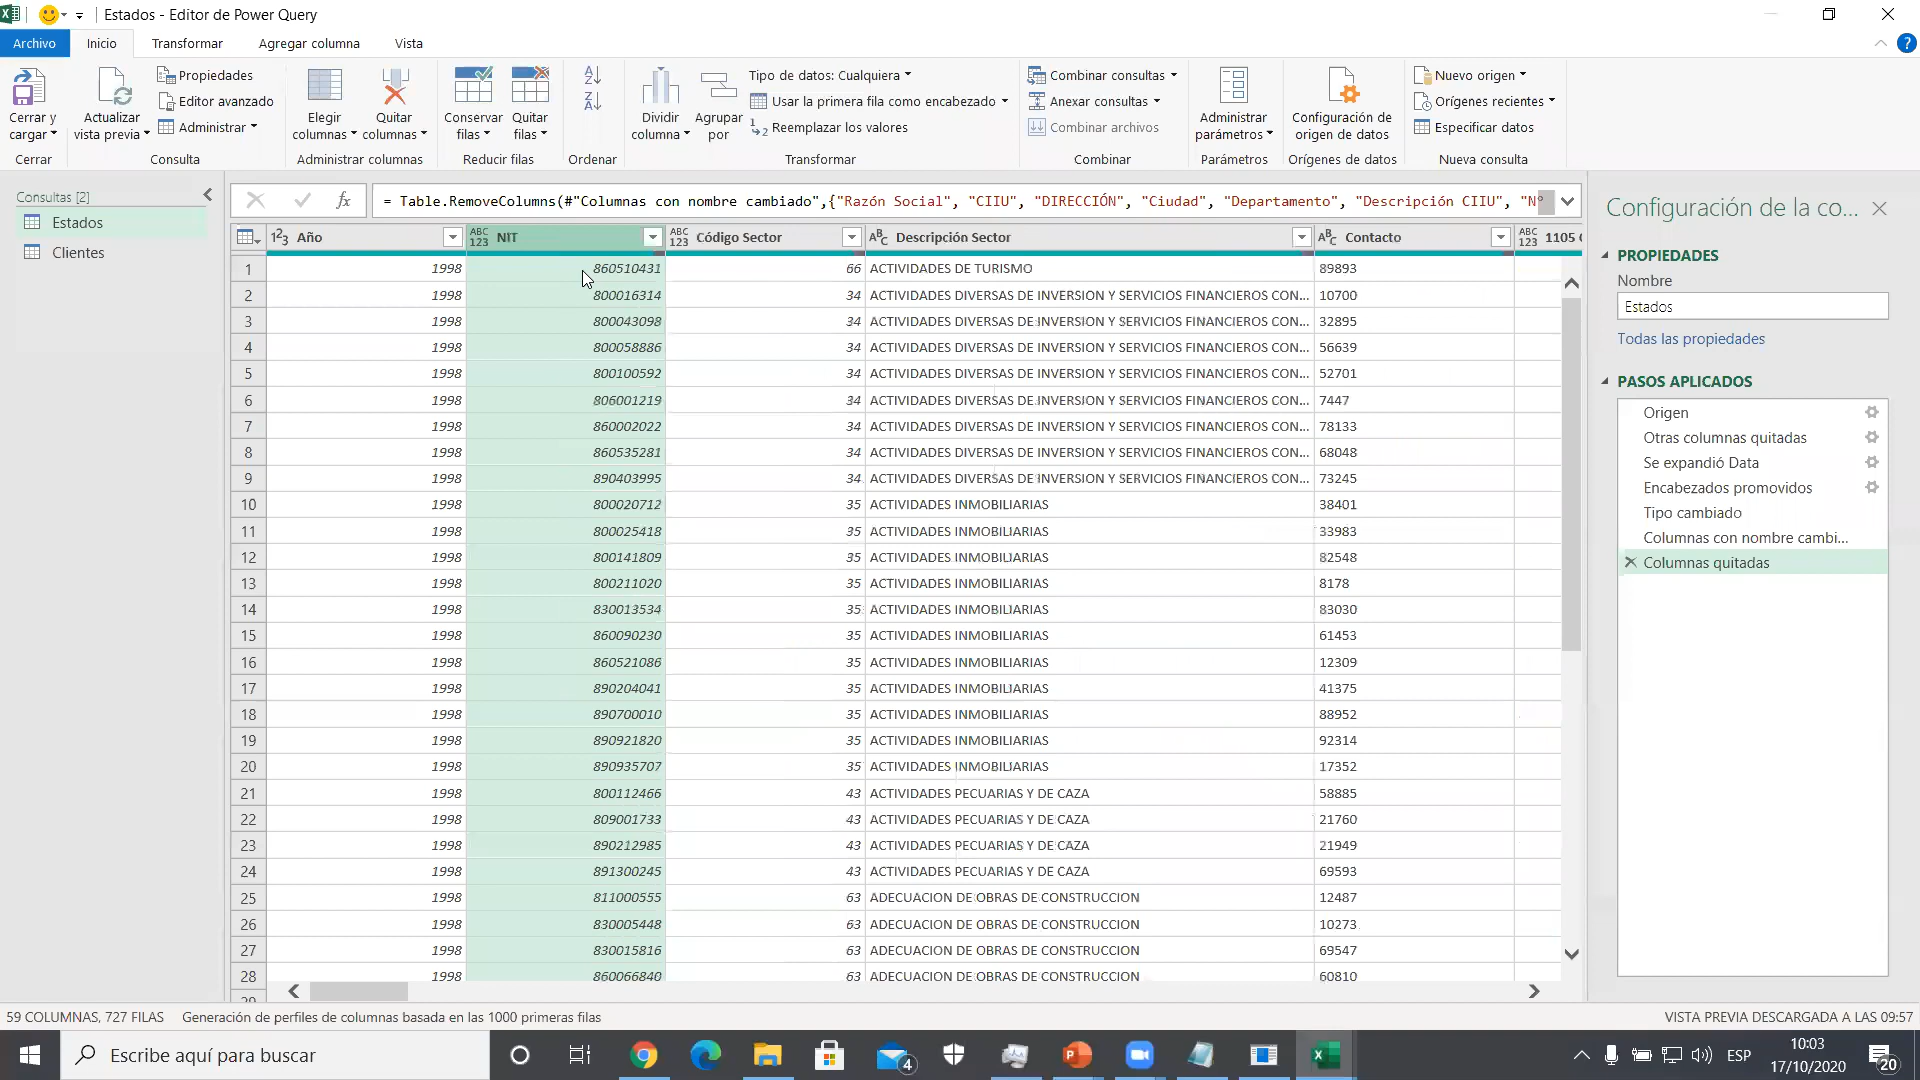 Estados - Editor de Power Query
Archivo Inicio Transformar Agregar columna Vista
Cerrar y cargar
Actualizar vista previa
Propiedades
Editor avanzado
Administrar
Elegir columnas
Quitar columnas
Conservar filas
Quitar filas
Dividir columna
Agrupar por
Tipo de datos: Cualquiera
Usar la primera fila como encabezado
Reemplazar los valores
Combinar consultas
Anexar consultas
Combinar archivos
Administrar parámetros
Configuración de origen de datos
Nuevo origen
Orígenes recientes
Especificar datos
Cerrar Consulta Administrar columnas Reducir filas Ordenar Transformar Combinar Parámetros Orígenes de datos Nueva consulta
Consultas [2]
Estados
Clientes
= Table.RemoveColumns(#"Columnas con nombre cambiado",{"Razón Social", "CIIU", "DIRECCIÓN", "Ciudad", "Departamento", "Descripción CIIU", "Nº
Año NIT Código Sector Descripción Sector Contacto 1105
1 1998 860510431 66 ACTIVIDADES DE TURISMO 89893
2 1998 800016314 34 ACTIVIDADES DIVERSAS DE INVERSION Y SERVICIOS FINANCIEROS CON... 10700
3 1998 800043098 34 ACTIVIDADES DIVERSAS DE INVERSION Y SERVICIOS FINANCIEROS CON... 32895
4 1998 800058886 34 ACTIVIDADES DIVERSAS DE INVERSION Y SERVICIOS FINANCIEROS CON... 56639
5 1998 800100592 34 ACTIVIDADES DIVERSAS DE INVERSION Y SERVICIOS FINANCIEROS CON... 52701
6 1998 806001219 34 ACTIVIDADES DIVERSAS DE INVERSION Y SERVICIOS FINANCIEROS CON... 7447
7 1998 860002022 34 ACTIVIDADES DIVERSAS DE INVERSION Y SERVICIOS FINANCIEROS CON... 78133
8 1998 860535281 34 ACTIVIDADES DIVERSAS DE INVERSION Y SERVICIOS FINANCIEROS CON... 68048
9 1998 890403995 34 ACTIVIDADES DIVERSAS DE INVERSION Y SERVICIOS FINANCIEROS CON... 73245
10 1998 800020712 35 ACTIVIDADES INMOBILIARIAS 38401
11 1998 800025418 35 ACTIVIDADES INMOBILIARIAS 33983
12 1998 800141809 35 ACTIVIDADES INMOBILIARIAS 82548
13 1998 800211020 35 ACTIVIDADES INMOBILIARIAS 8178
14 1998 830013534 35 ACTIVIDADES INMOBILIARIAS 83030
15 1998 860090230 35 ACTIVIDADES INMOBILIARIAS 61453
16 1998 860521086 35 ACTIVIDADES INMOBILIARIAS 12309
17 1998 890204041 35 ACTIVIDADES INMOBILIARIAS 41375
18 1998 890700010 35 ACTIVIDADES INMOBILIARIAS 88952
19 1998 890921820 35 ACTIVIDADES INMOBILIARIAS 92314
20 1998 890935707 35 ACTIVIDADES INMOBILIARIAS 17352
21 1998 800112466 43 ACTIVIDADES PECUARIAS Y DE CAZA 58885
22 1998 809001733 43 ACTIVIDADES PECUARIAS Y DE CAZA 21760
23 1998 890212985 43 ACTIVIDADES PECUARIAS Y DE CAZA 21949
24 1998 891300245 43 ACTIVIDADES PECUARIAS Y DE CAZA 69593
25 1998 811000555 63 ADECUACION DE OBRAS DE CONSTRUCCION 12487
26 1998 830005448 63 ADECUACION DE OBRAS DE CONSTRUCCION 10273
27 1998 830015816 63 ADECUACION DE OBRAS DE CONSTRUCCION 69547
28 1998 860066840 63 ADECUACION DE OBRAS DE CONSTRUCCION 60810
29
Configuración de la co...
PROPIEDADES
Nombre
Estados
Todas las propiedades
PASOS APLICADOS
Origen
Otras columnas quitadas
Se expandió Data
Encabezados promovidos
Tipo cambiado
Columnas con nombre cambi...
Columnas quitadas
59 COLUMNAS, 727 FILAS Generación de perfiles de columnas basada en las 1000 primeras filas VISTA PREVIA DESCARGADA A LAS 09:57
Escribe aquí para buscar
4
ESP
10:03
17/10/2020
20